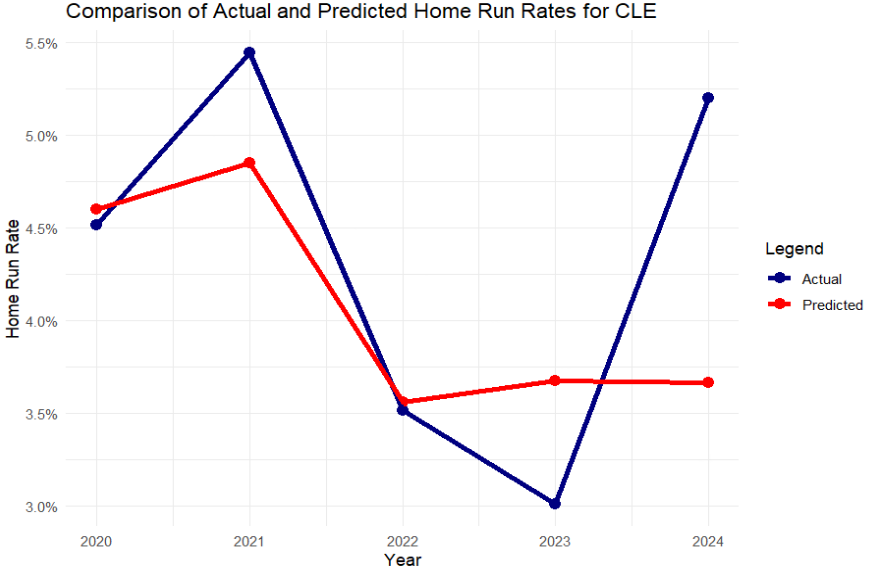 Comparison of Actual and Predicted Home Run Rates for CLE
5.5%
5.0%
4.5%
4.0%
3.5%
3.0%
Home Run Rate
2020 2021 2022 2023 2024
Year
Legend
Actual
Predicted